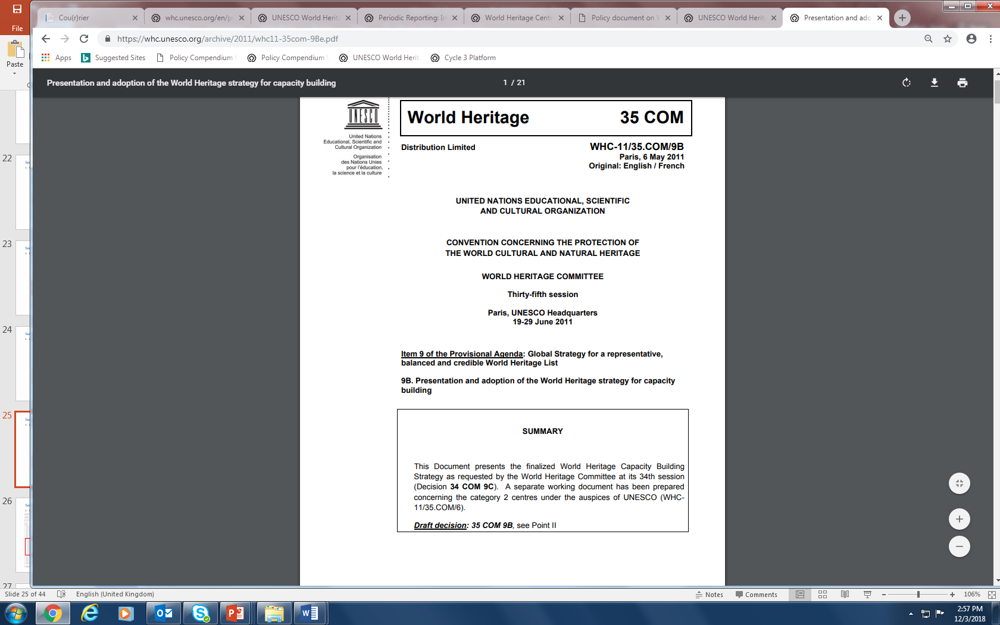 File
Paste
Cou(r)rier
whc.unesco.org/en/p
UNESCO World Herit
Periodic Reporting: I
World Heritage Cent
Policy document on
UNESCO World Herit
Presentation and ado
https://whc.unesco.org/archive/2011/whc11-35com-9Be.pdf
Apps
Suggested Sites
Policy Compendium
Policy Compendium
UNESCO World Herit
Cycle 3 Platform
Presentation and adoption of the World Heritage strategy for capacity building
1 / 21
UNESCO
United Nations
Educational, Scientific and
Cultural Organization
Organisation
des Nations Unies
pour l'éducation,
la science et la culture
World Heritage 35 COM
Distribution Limited WHC-11/35.COM/9B
Paris, 6 May 2011
Original: English / French
UNITED NATIONS EDUCATIONAL, SCIENTIFIC
AND CULTURAL ORGANIZATION
CONVENTION CONCERNING THE PROTECTION OF
THE WORLD CULTURAL AND NATURAL HERITAGE
WORLD HERITAGE COMMITTEE
Thirty-fifth session
Paris, UNESCO Headquarters
19-29 June 2011
Item 9 of the Provisional Agenda: Global Strategy for a representative,
balanced and credible World Heritage List
9B. Presentation and adoption of the World Heritage strategy for capacity
building
SUMMARY
This Document presents the finalized World Heritage Capacity Building
Strategy as requested by the World Heritage Committee at its 34th session
(Decision 34 COM 9C). A separate working document has been prepared
concerning the category 2 centres under the auspices of UNESCO (WHC-
11/35.COM/6).
Draft decision: 35 COM 9B, see Point II
22
23
24
25
26
27
Slide 25 of 44
English (United Kingdom)
Notes
Comments
106%
2:57 PM
12/3/2018